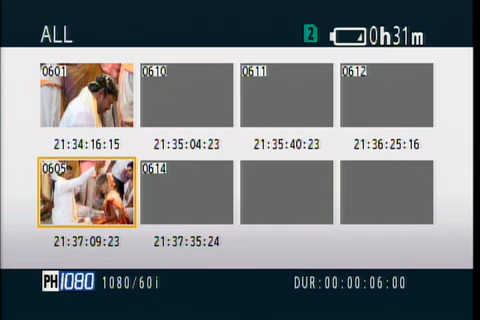 ALL 2 0h31m
0601 0610 0611 0612
21:34:16:15 21:35:04:23 21:35:40:23 21:36:25:16
0605 0614
21:37:09:23 21:37:35:24
PH 1080 1080/60i DUR:00:00:06:00